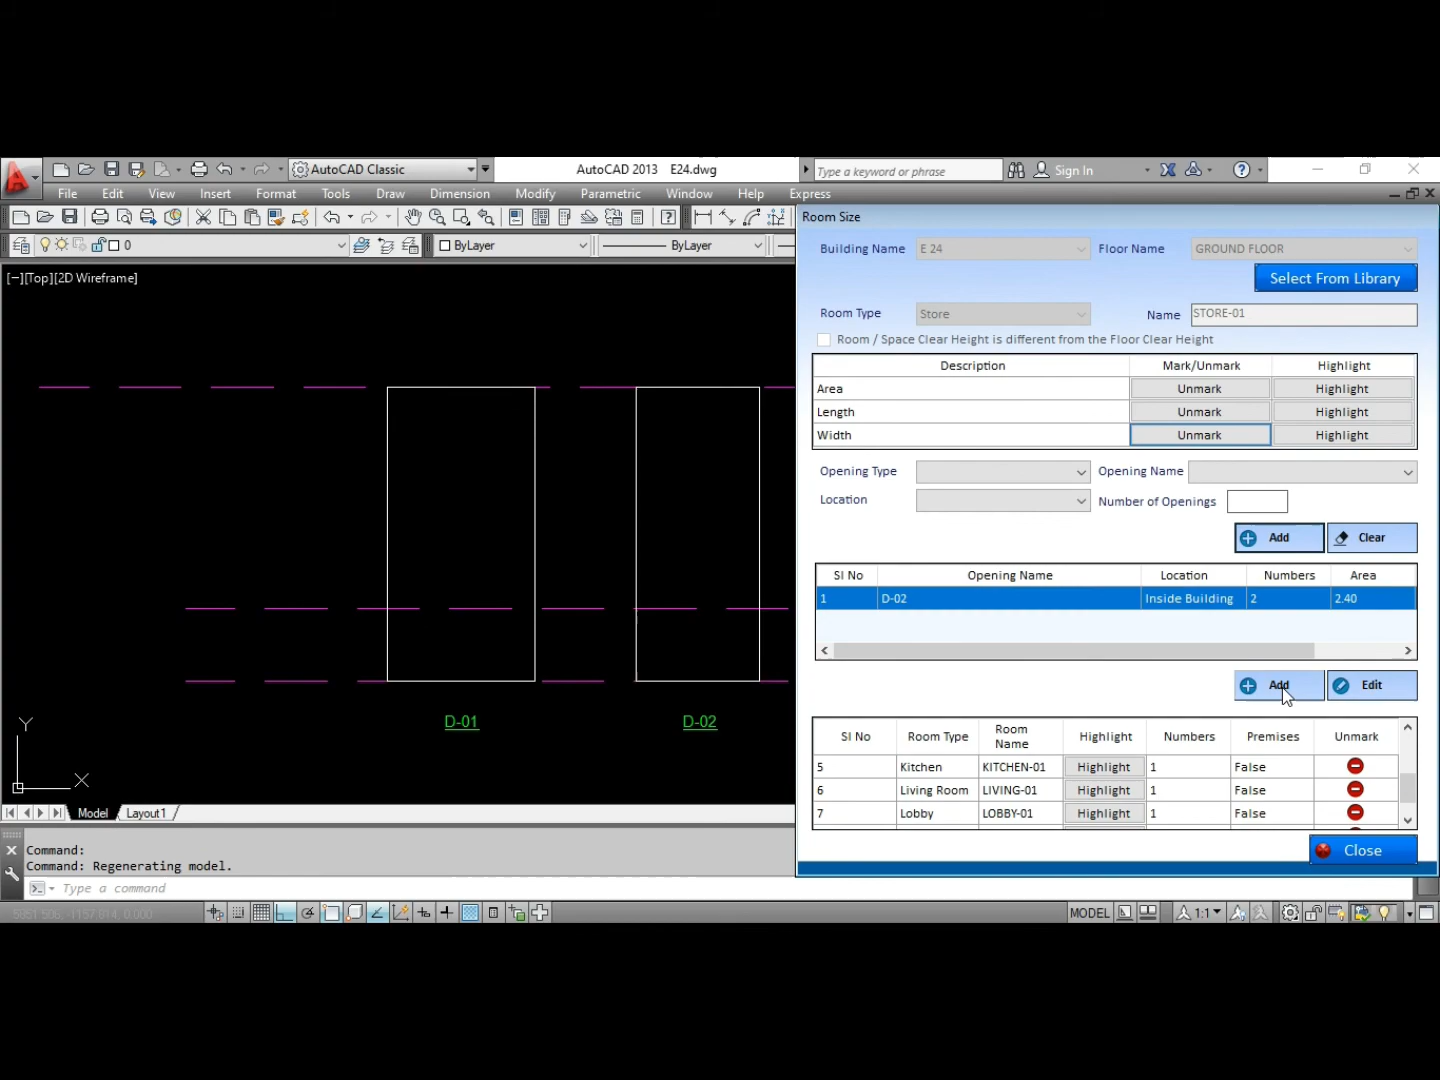 AutoCAD Classic
AutoCAD 2013 E24.dwg
Type a keyword or phrase
Sign In
File Edit View Insert Format Tools Draw Dimension Modify Parametric Window Help Express
0
ByLayer
ByLayer
[−][Top][2D Wireframe]
D-01
D-02
Y
X
Model Layout1
Command:
Command: Regenerating model.
Type a command
MODEL
1:1
Room Size
Building Name E 24 Floor Name GROUND FLOOR
Select From Library
Room Type Store Name STORE-01
Room / Space Clear Height is different from the Floor Clear Height
Description Mark/Unmark Highlight
Area Unmark Highlight
Length Unmark Highlight
Width Unmark Highlight
Opening Type Opening Name
Location Number of Openings
Add Clear
Sl No Opening Name Location Numbers Area
1 D-02 Inside Building 2 2.40
Add Edit
Sl No Room Type Room Name Highlight Numbers Premises Unmark
5 Kitchen KITCHEN-01 Highlight 1 False
6 Living Room LIVING-01 Highlight 1 False
7 Lobby LOBBY-01 Highlight 1 False
Close